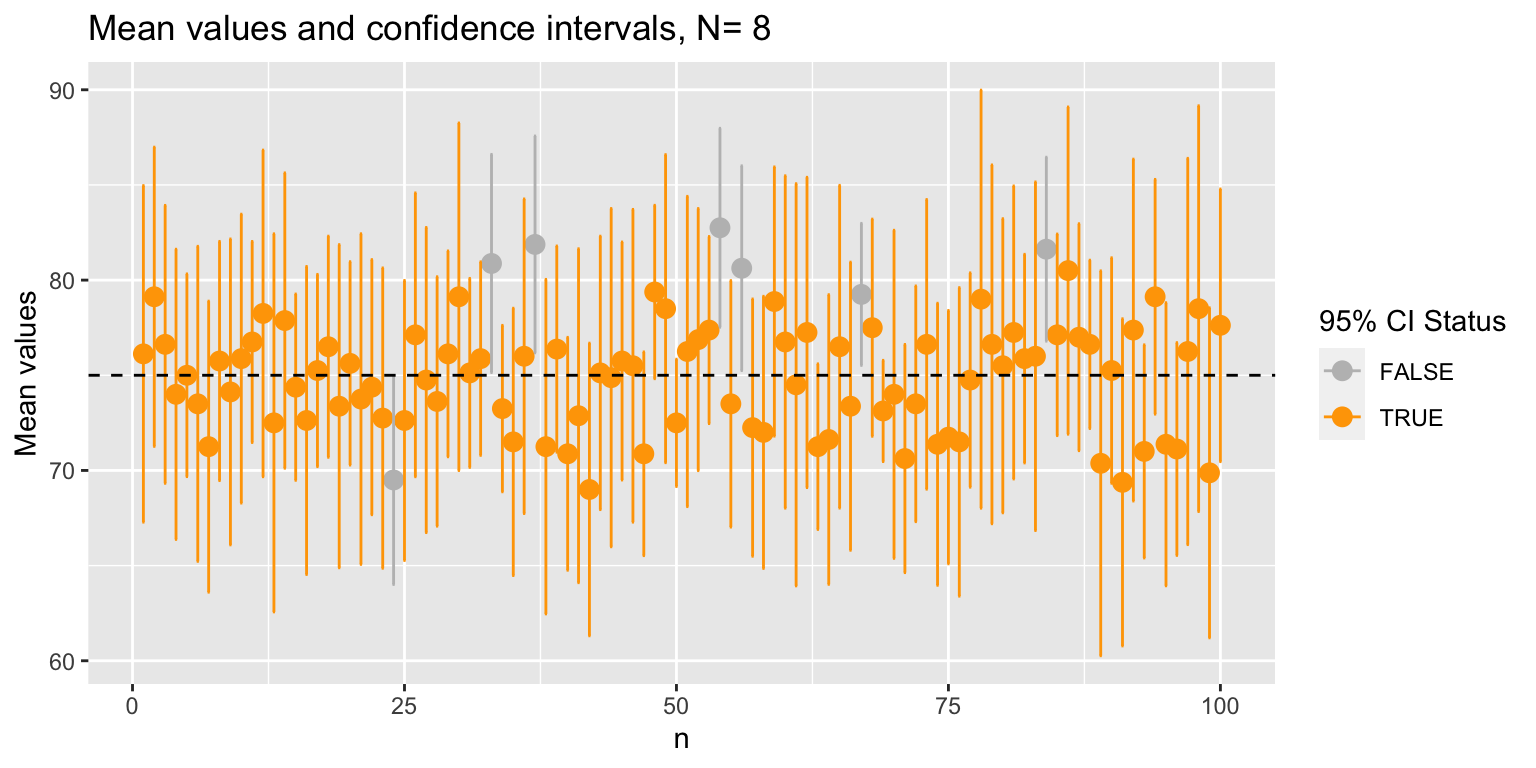 Mean values and confidence intervals, N= 8
90
80
70
60
Mean values
0
25
50
75
100
n
95% CI Status
FALSE
TRUE